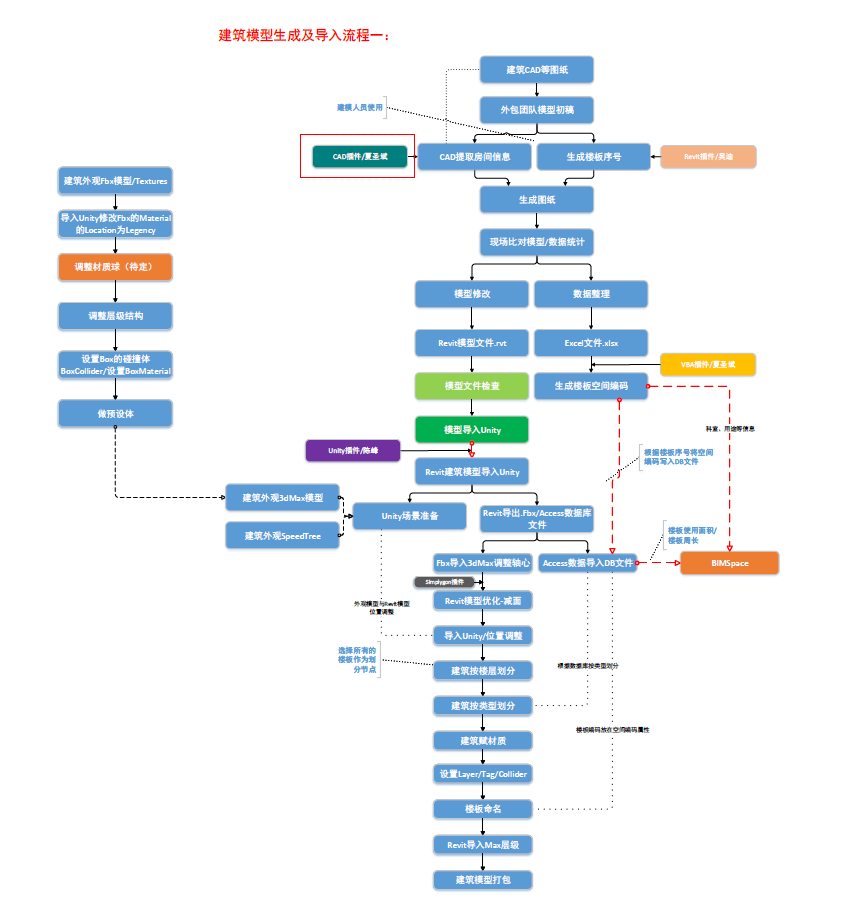 建筑模型生成及导入流程一：
建筑CAD等图纸
外包团队模型初稿
建模人员使用
CAD插件/夏圣斌
CAD提取房间信息
生成楼板序号
Revit插件/吴迪
生成图纸
现场比对模型/数据统计
模型修改
数据整理
Revit模型文件.rvt
Excel文件.xlsx
VBA插件/夏圣斌
模型文件检查
生成楼板空间编码
模型导入Unity
科室、用途等信息
Unity插件/陈峰
Revit建筑模型导入Unity
根据楼板序号将空间
编码写入DB文件
建筑外观Fbx模型/Textures
导入Unity修改Fbx的Material
的Location为Legency
调整材质球（待定）
调整层级结构
设置Box的碰撞体
BoxCollider/设置BoxMaterial
做预设体
建筑外观3dMax模型
建筑外观SpeedTree
Unity场景准备
Revit导出.Fbx/Access数据库
文件
楼板使用面积/
楼板周长
Fbx导入3dMax调整轴心
Access数据导入DB文件
BIMSpace
Simplygon插件
Revit模型优化-减面
外观模型与Revit模型
位置调整
导入Unity/位置调整
选择所有的
楼板作为划
分节点
建筑按楼层划分
根据数据库按类型划分
建筑按类型划分
楼板编码放在空间编码属性
建筑赋材质
设置Layer/Tag/Collider
楼板命名
Revit导入Max层级
建筑模型打包